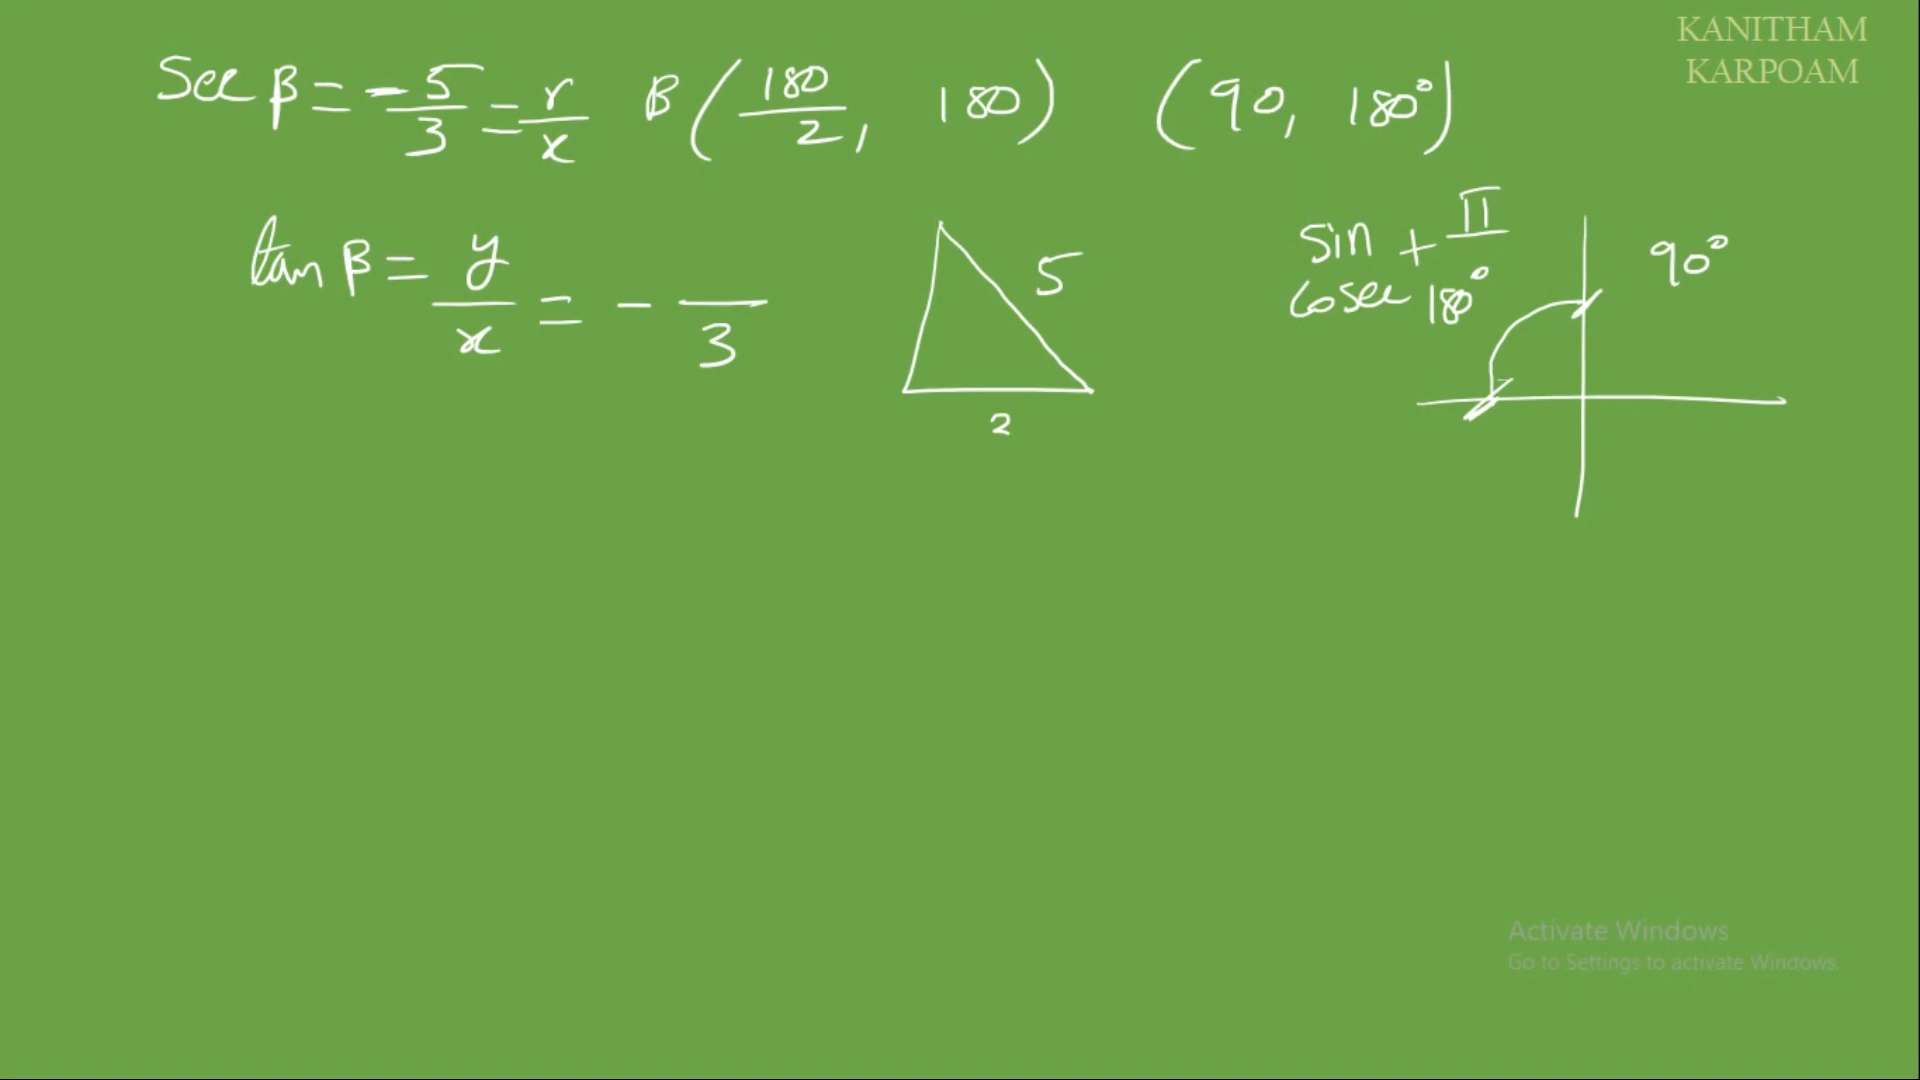 KANITHAM
KARPOAM
Sec β = -5/3 = r/x β (180/2, 180) (90, 180°)
tan β = y/x = - /3
5
2
sin + II
cosec 180°
90°
Activate Windows
Go to Settings to activate Windows.